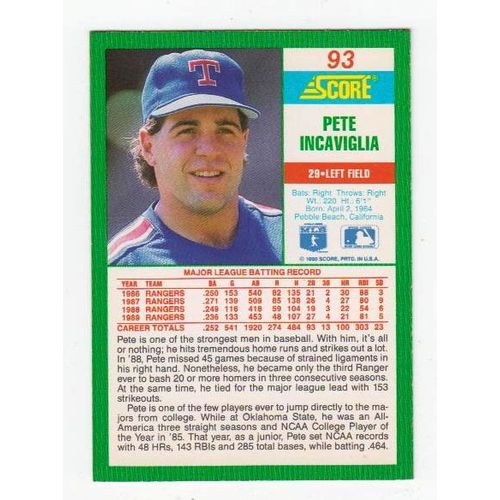 93
SCORE®
T
PETE
INCAVIGLIA
29•LEFT FIELD
Bats: Right Throws: Right
Wt.: 220 Ht.: 6'1"
Born: April 2, 1964
Pebble Beach, California
© 1990 SCORE, PRTD. IN U.S.A.
MAJOR LEAGUE BATTING RECORD
YEAR TEAM BA G AB R H 2B 3B HR RBI SB
1986 RANGERS .250 153 540 82 135 21 2 30 88 3
1987 RANGERS .271 139 509 85 138 26 4 27 80 9
1988 RANGERS .249 116 418 59 104 19 3 22 54 6
1989 RANGERS .236 133 453 48 107 27 4 21 81 5
CAREER TOTALS .252 541 1920 274 484 93 13 100 303 23
Pete is one of the strongest men in baseball. With him, it's all
or nothing; he hits tremendous home runs and strikes out a lot.
In '88, Pete missed 45 games because of strained ligaments in
his right hand. Nonetheless, he became only the third Ranger
ever to bash 20 or more homers in three consecutive seasons.
At the same time, he tied for the major league lead with 153
strikeouts.
Pete is one of the few players ever to jump directly to the ma-
jors from college. While at Oklahoma State, he was an All-
America three straight seasons and NCAA College Player of
the Year in '85. That year, as a junior, Pete set NCAA records
with 48 HRs, 143 RBIs and 285 total bases, while batting .464.